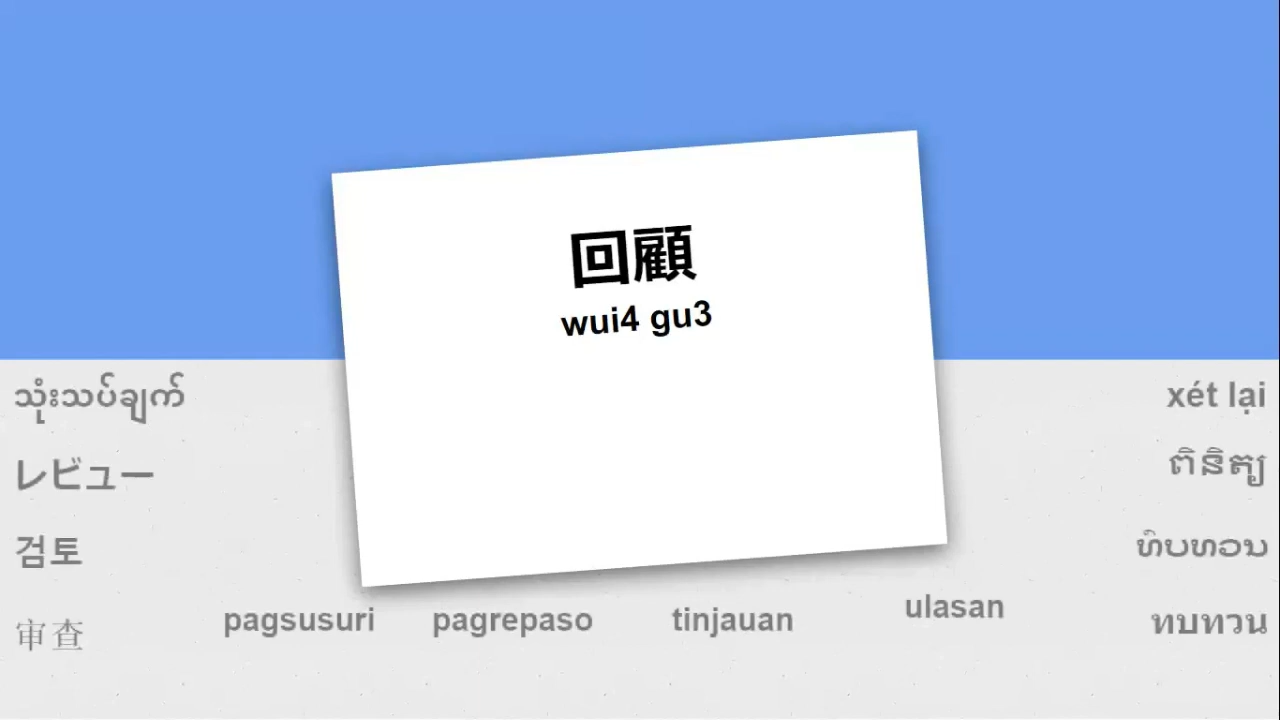 回顧
wui4 gu3
သုံးသပ်ချက်
xét lại
レビュー
ពិនិត្យ
검토
ທົບທວນ
审查
pagsusuri
pagrepaso
tinjauan
ulasan
ทบทวน